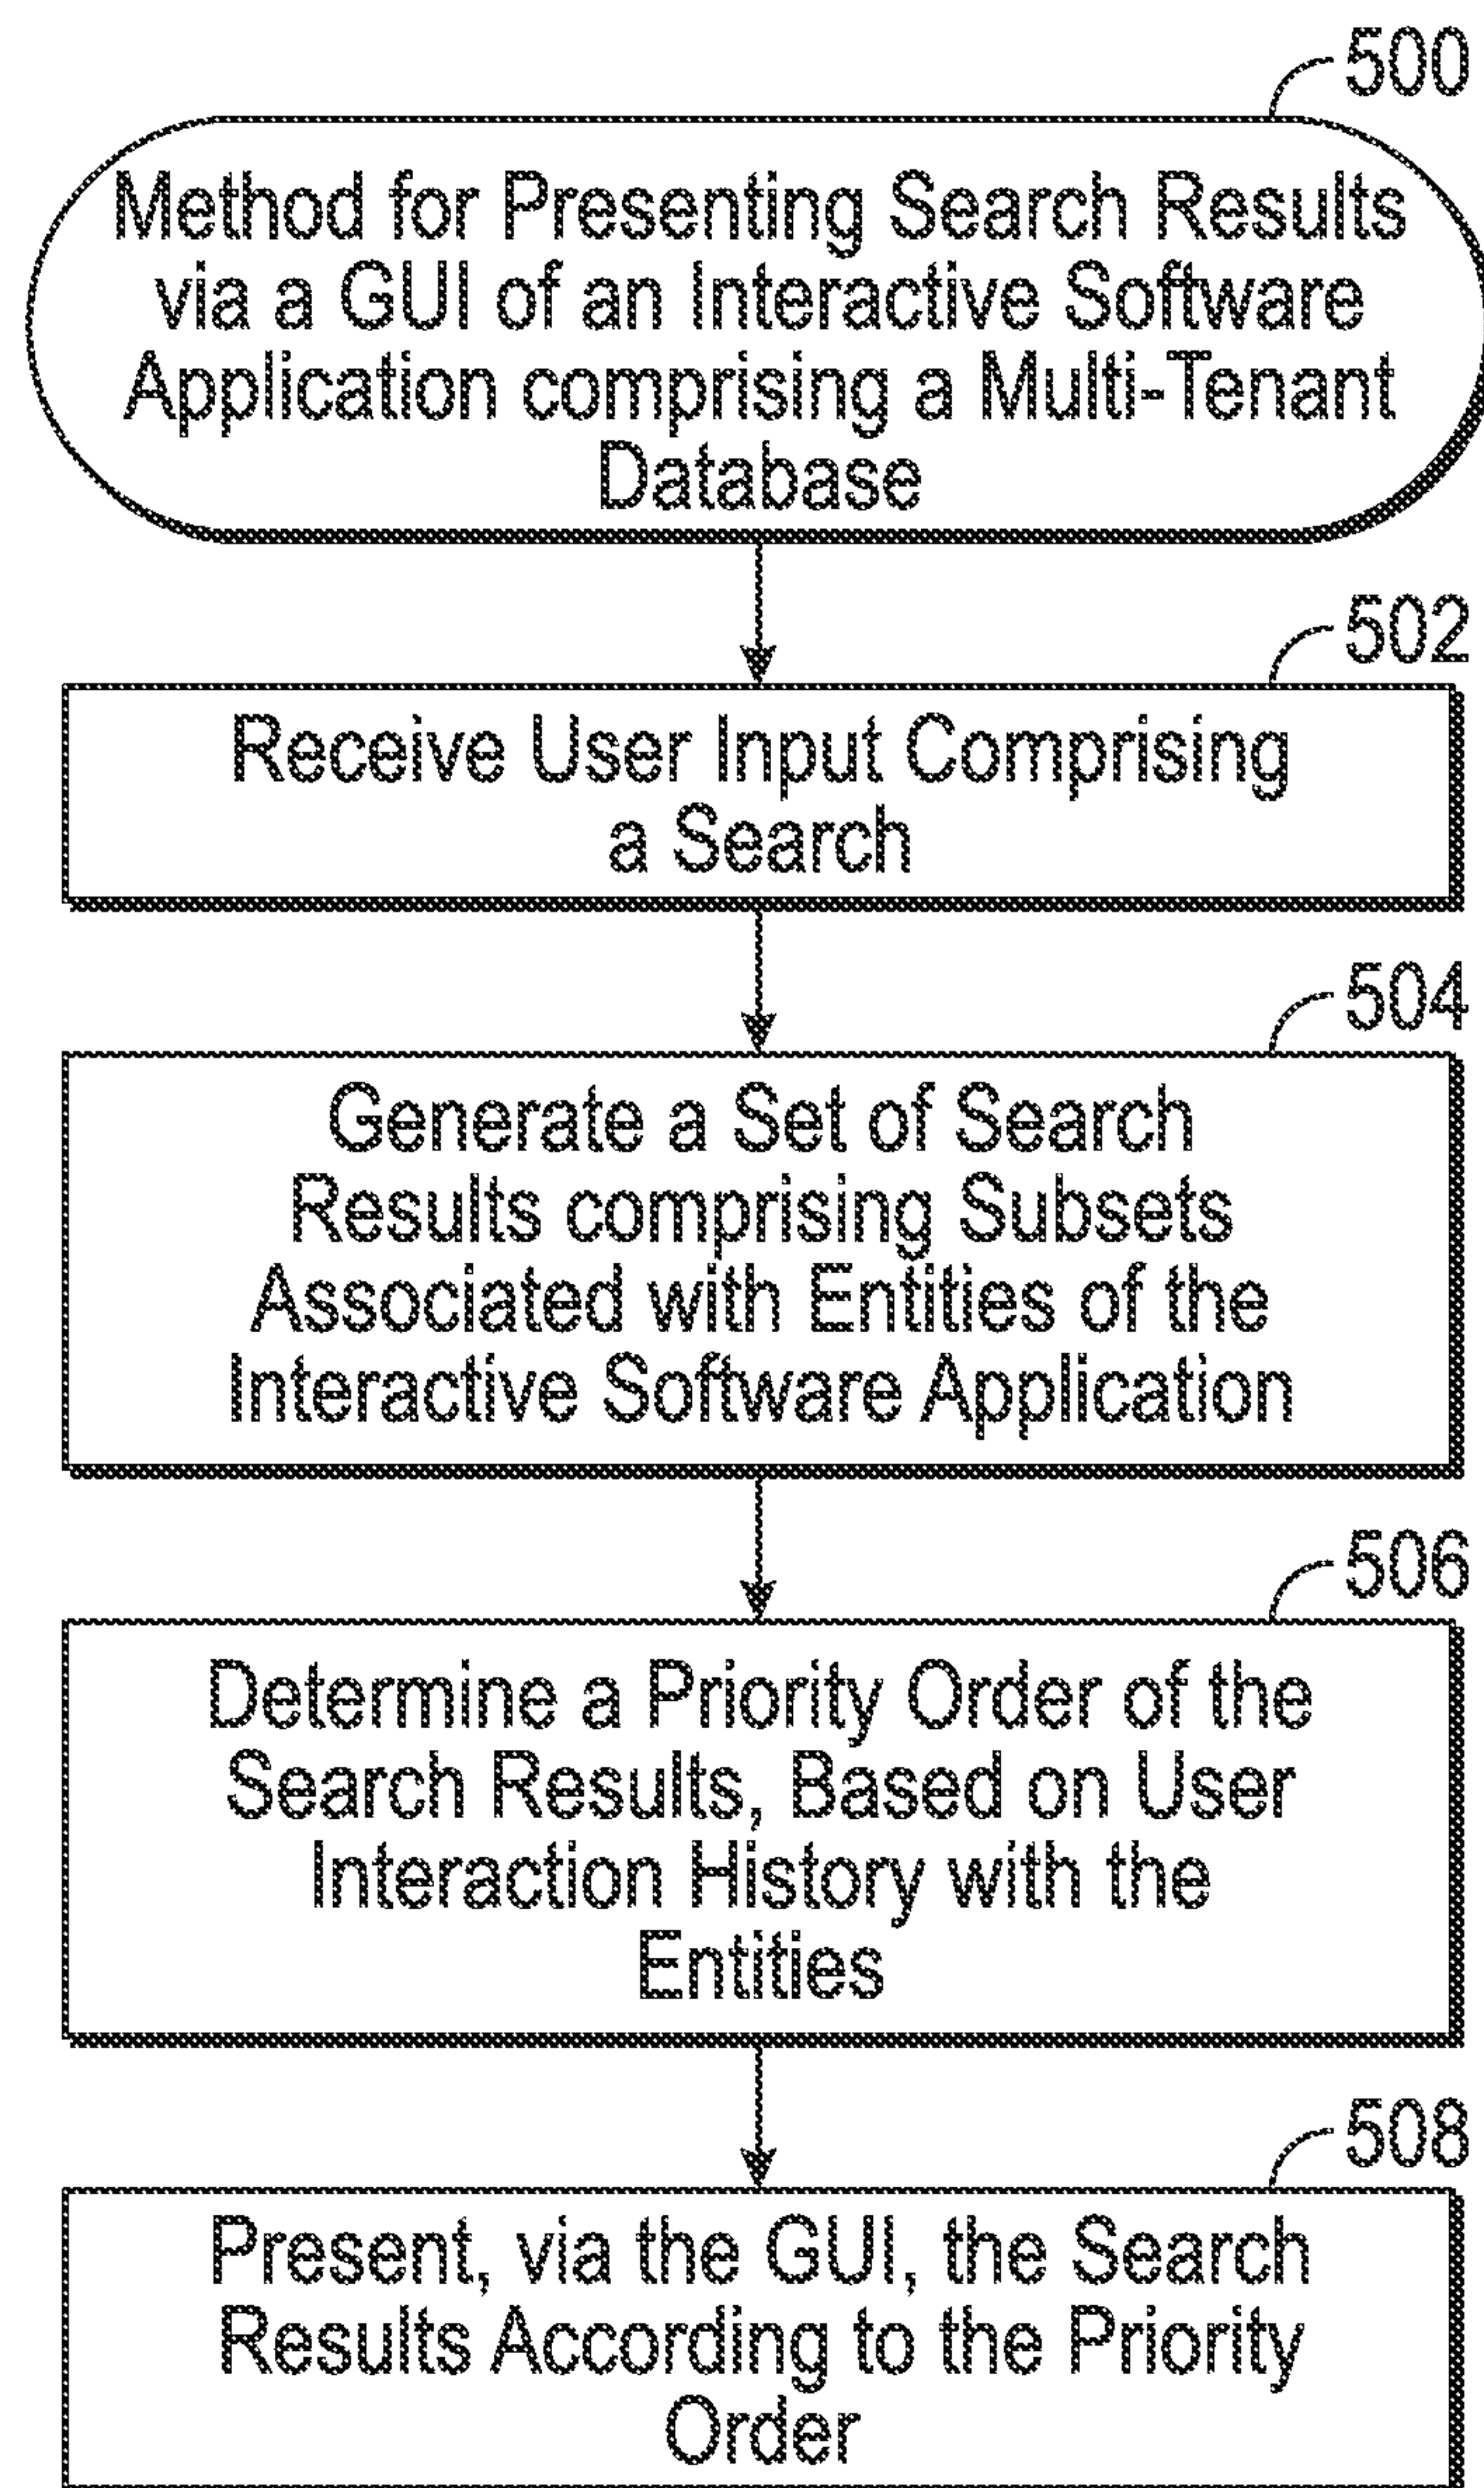 500
Method for Presenting Search Results
via a GUI of an Interactive Software
Application comprising a Multi-Tenant
Database
502
Receive User Input Comprising
a Search
504
Generate a Set of Search
Results comprising Subsets
Associated with Entities of the
Interactive Software Application
506
Determine a Priority Order of the
Search Results, Based on User
Interaction History with the
Entities
508
Present, via the GUI, the Search
Results According to the Priority
Order